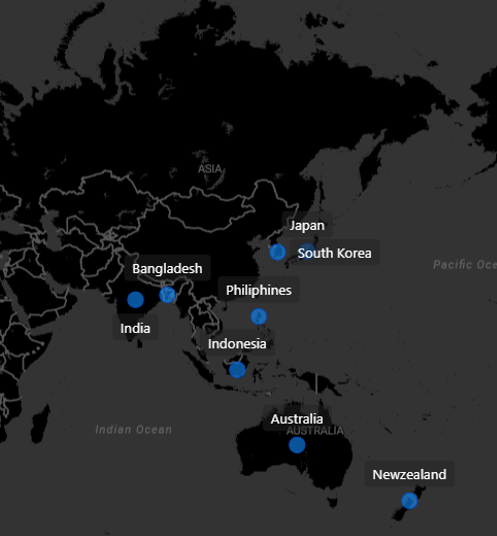 ASIA
Japan
South Korea
Pacific Oce
Bangladesh
Philiphines
India
Indonesia
Australia
AUSTRALIA
Indian Ocean
Newzealand